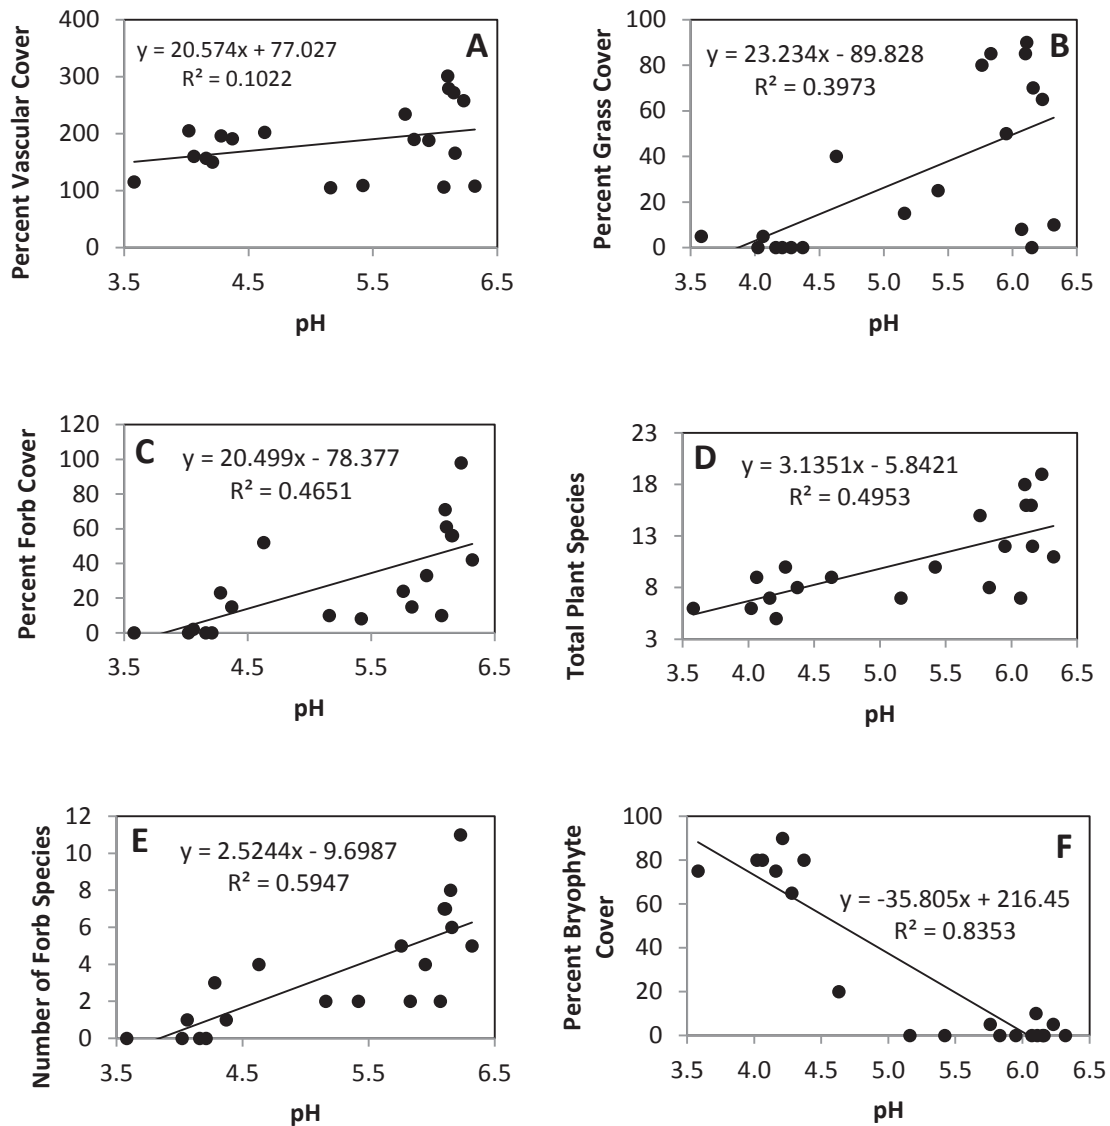 A
y = 20.574x + 77.027
R² = 0.1022
Percent Vascular Cover
400
300
200
100
0
3.5 4.5 5.5 6.5
pH
B
y = 23.234x - 89.828
R² = 0.3973
Percent Grass Cover
100
80
60
40
20
0
3.5 4.0 4.5 5.0 5.5 6.0 6.5
pH
C
y = 20.499x - 78.377
R² = 0.4651
Percent Forb Cover
120
100
80
60
40
20
0
3.5 4.5 5.5 6.5
pH
D
y = 3.1351x - 5.8421
R² = 0.4953
Total Plant Species
23
18
13
8
3
3.5 4.0 4.5 5.0 5.5 6.0 6.5
pH
E
y = 2.5244x - 9.6987
R² = 0.5947
Number of Forb Species
12
10
8
6
4
2
0
3.5 4.5 5.5 6.5
pH
F
y = -35.805x + 216.45
R² = 0.8353
Percent Bryophyte
Cover
100
80
60
40
20
0
3.5 4.0 4.5 5.0 5.5 6.0 6.5
pH